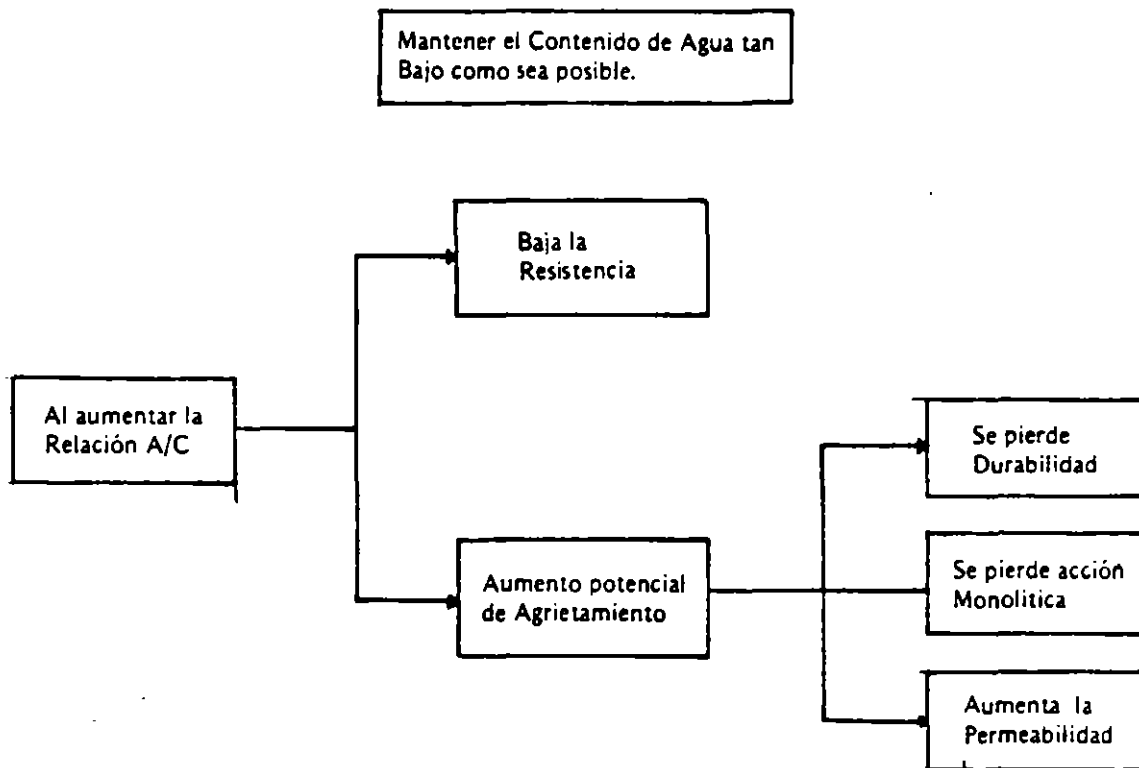 Mantener el Contenido de Agua tan
Bajo como sea posible.
Baja la
Resistencia
Al aumentar la
Relación A/C
Se pierde
Durabilidad
Aumento potencial
de Agrietamiento
Se pierde acción
Monolitica
Aumenta la
Permeabilidad